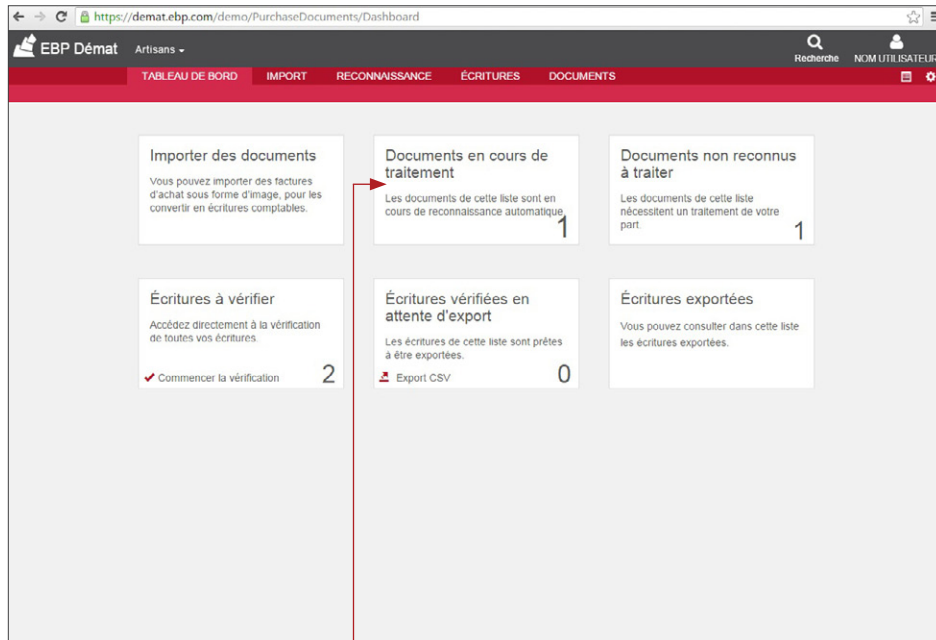 https://demat.ebp.com/demo/PurchaseDocuments/Dashboard
EBP Démat Artisans Recherche NOM UTILISATEUR
TABLEAU DE BORD IMPORT RECONNAISSANCE ÉCRITURES DOCUMENTS
Importer des documents
Vous pouvez importer des factures
d'achat sous forme d'image, pour les
convertir en écritures comptables.
Documents en cours de
traitement
Les documents de cette liste sont en
cours de reconnaissance automatique.
1
Documents non reconnus
à traiter
Les documents de cette liste
nécessitent un traitement de votre
part.
1
Écritures à vérifier
Accédez directement à la vérification
de toutes vos écritures.
Commencer la vérification 2
Écritures vérifiées en
attente d'export
Les écritures de cette liste sont prêtes
à être exportées.
Export CSV 0
Écritures exportées
Vous pouvez consulter dans cette liste
les écritures exportées.